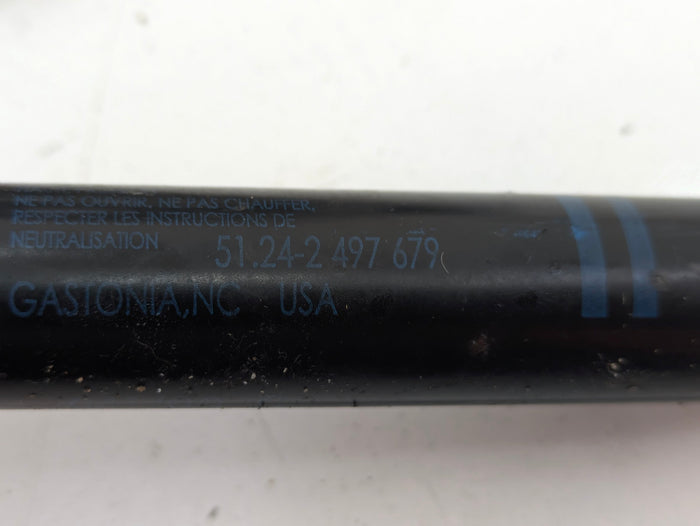 NE PAS OUVRIR, NE PAS CHAUFFER,
RESPECTER LES INSTRUCTIONS DE
NEUTRALISATION
51.24-2 497 679
GASTONIA,NC USA